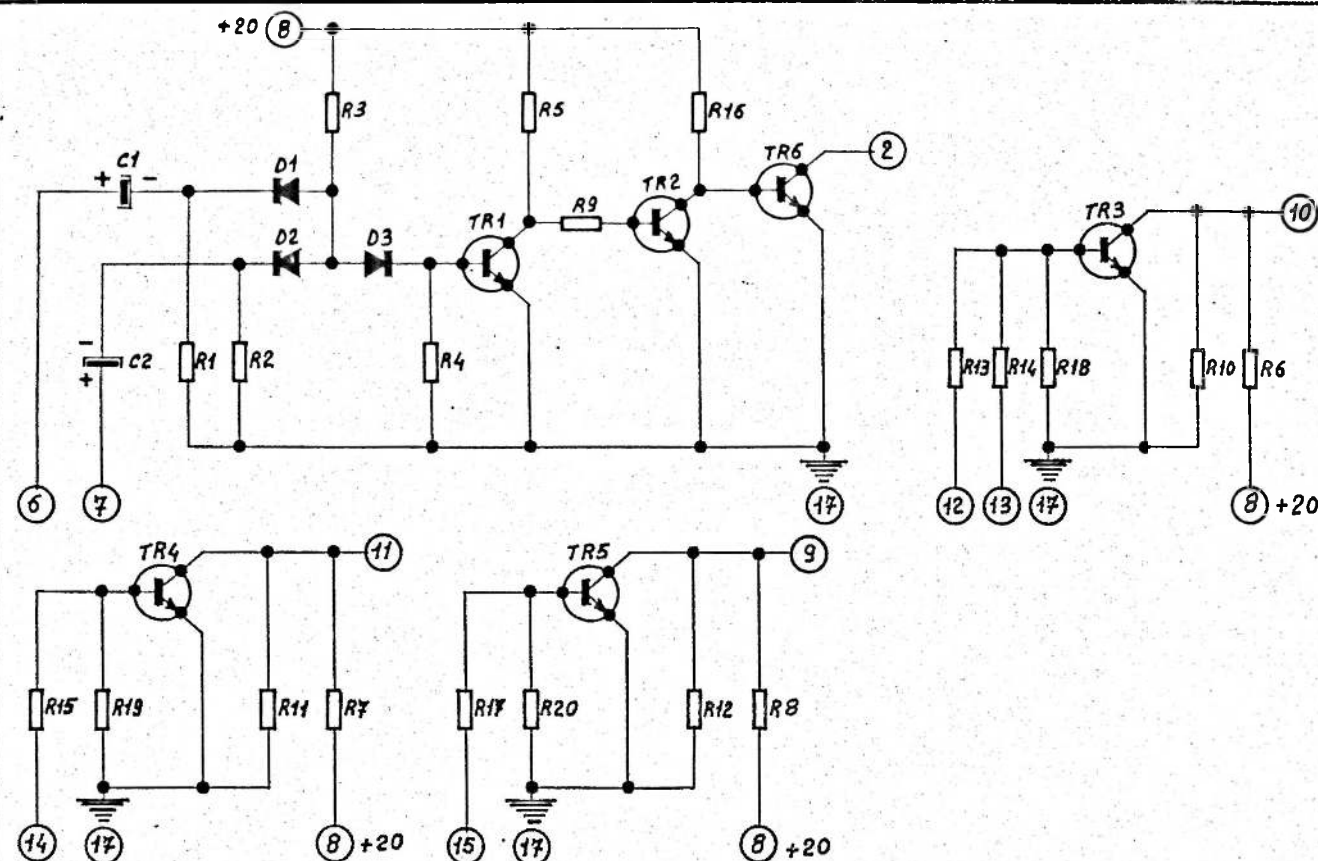 +20 8
R3 R5 R16
C1 + - D1 TR6 2
TR1 R9 TR2 TR3 10
D2 D3
- + C2 R1 R2 R4 R13 R14 R18 R10 R6
6 7 17 12 13 17 8 +20
TR4 11 TR5 9
R15 R19 R11 R7 R17 R20 R12 R8
14 17 8 +20 15 17 8 +20